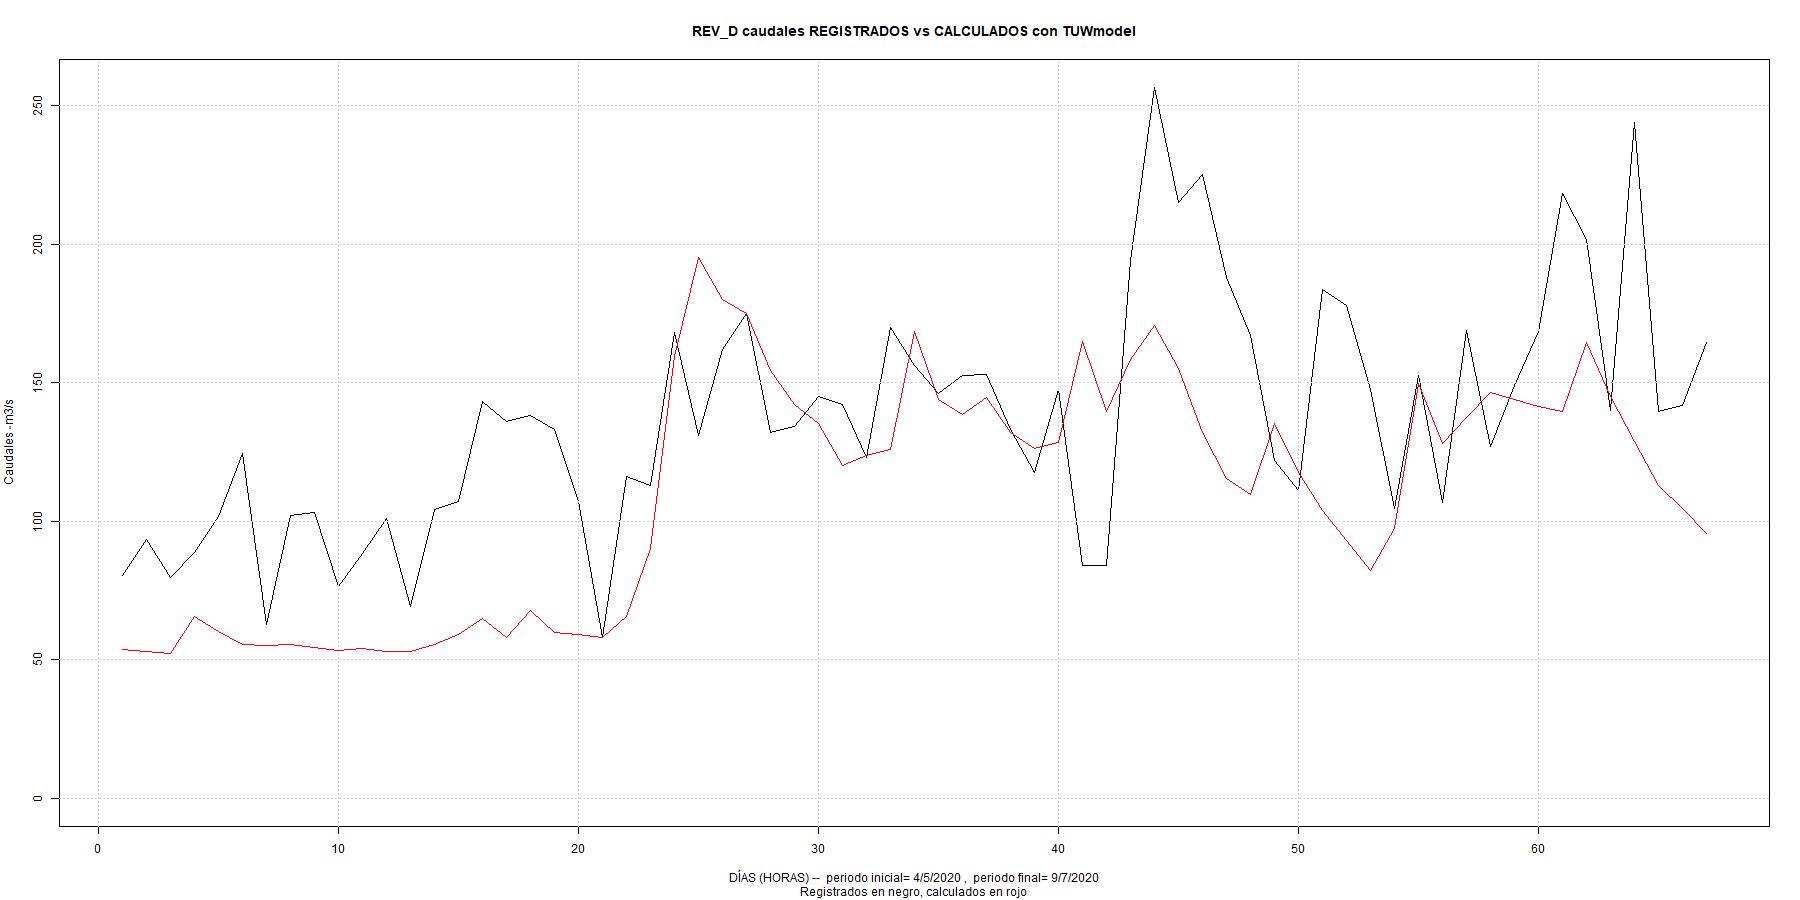 REV_D caudales REGISTRADOS vs CALCULADOS con TUWmodel
Caudales -m3/s
250
200
150
100
50
0
0 10 20 30 40 50 60
DÍAS (HORAS) -- periodo inicial= 4/5/2020 , periodo final= 9/7/2020
Registrados en negro, calculados en rojo